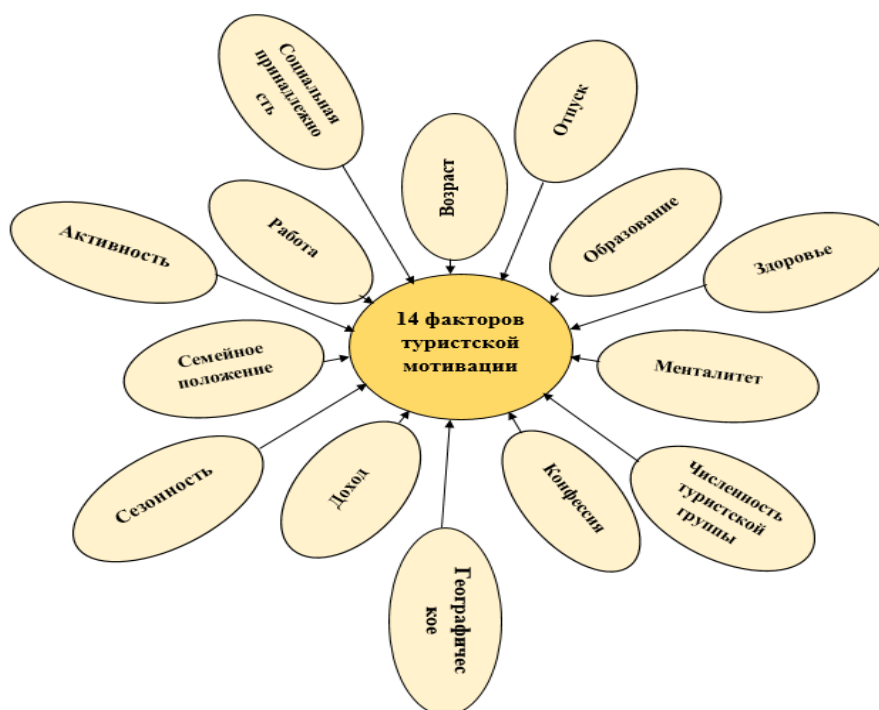 Социальная
принадлежно
сть
Возраст
Отпуск
Активность
Работа
Образование
Здоровье
14 факторов
туристской
мотивации
Семейное
положение
Менталитет
Сезонность
Доход
Конфессия
Численность
туристской
группы
Географичес
кое